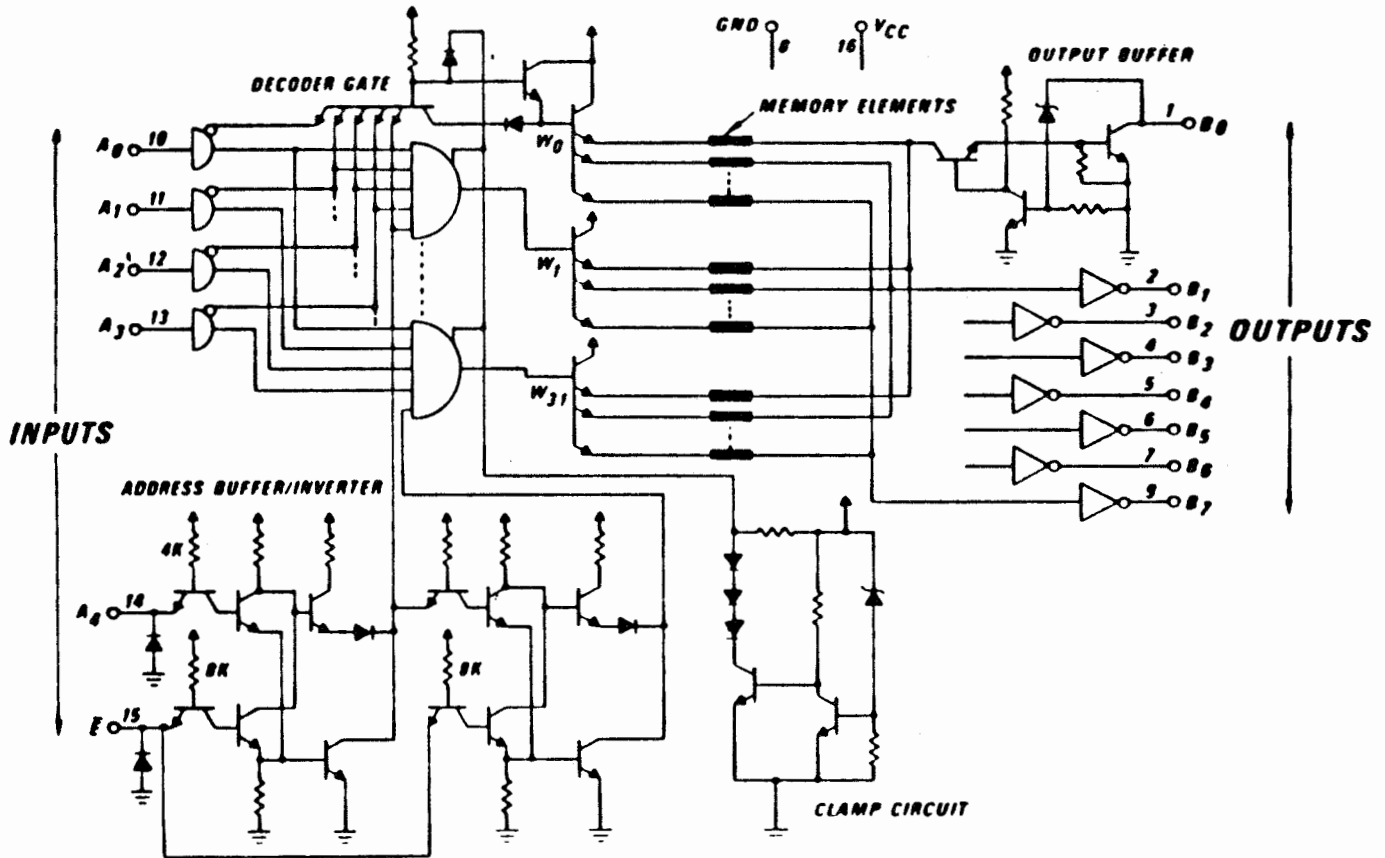 GND
8
16
VCC
OUTPUT BUFFER
DECODER GATE
MEMORY ELEMENTS
A0
10
W0
1
B0
A1
11
A2
12
W1
2
B1
A3
13
3
B2
OUTPUTS
4
B3
W31
5
B4
INPUTS
6
B5
7
B6
ADDRESS BUFFER/INVERTER
9
B7
4K
A4
14
8K
8K
E
15
CLAMP CIRCUIT